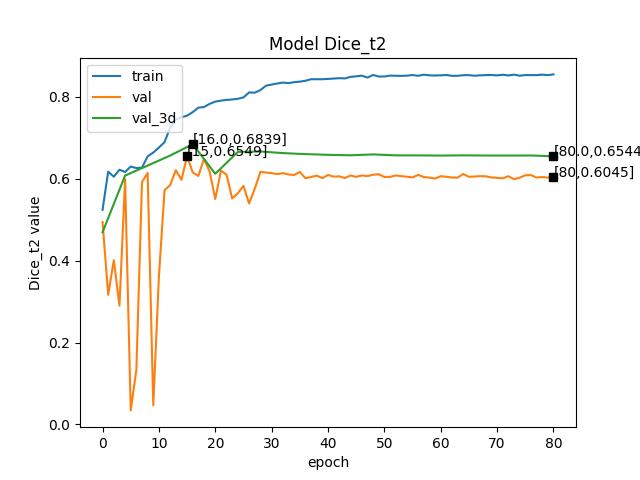 Model Dice_t2
train
val
val_3d
[16.0,0.6839]
[15,0.6549]
[80.0,0.6544
[80,0.6045]
0.8
0.6
0.4
0.2
0.0
Dice_t2 value
0 10 20 30 40 50 60 70 80
epoch